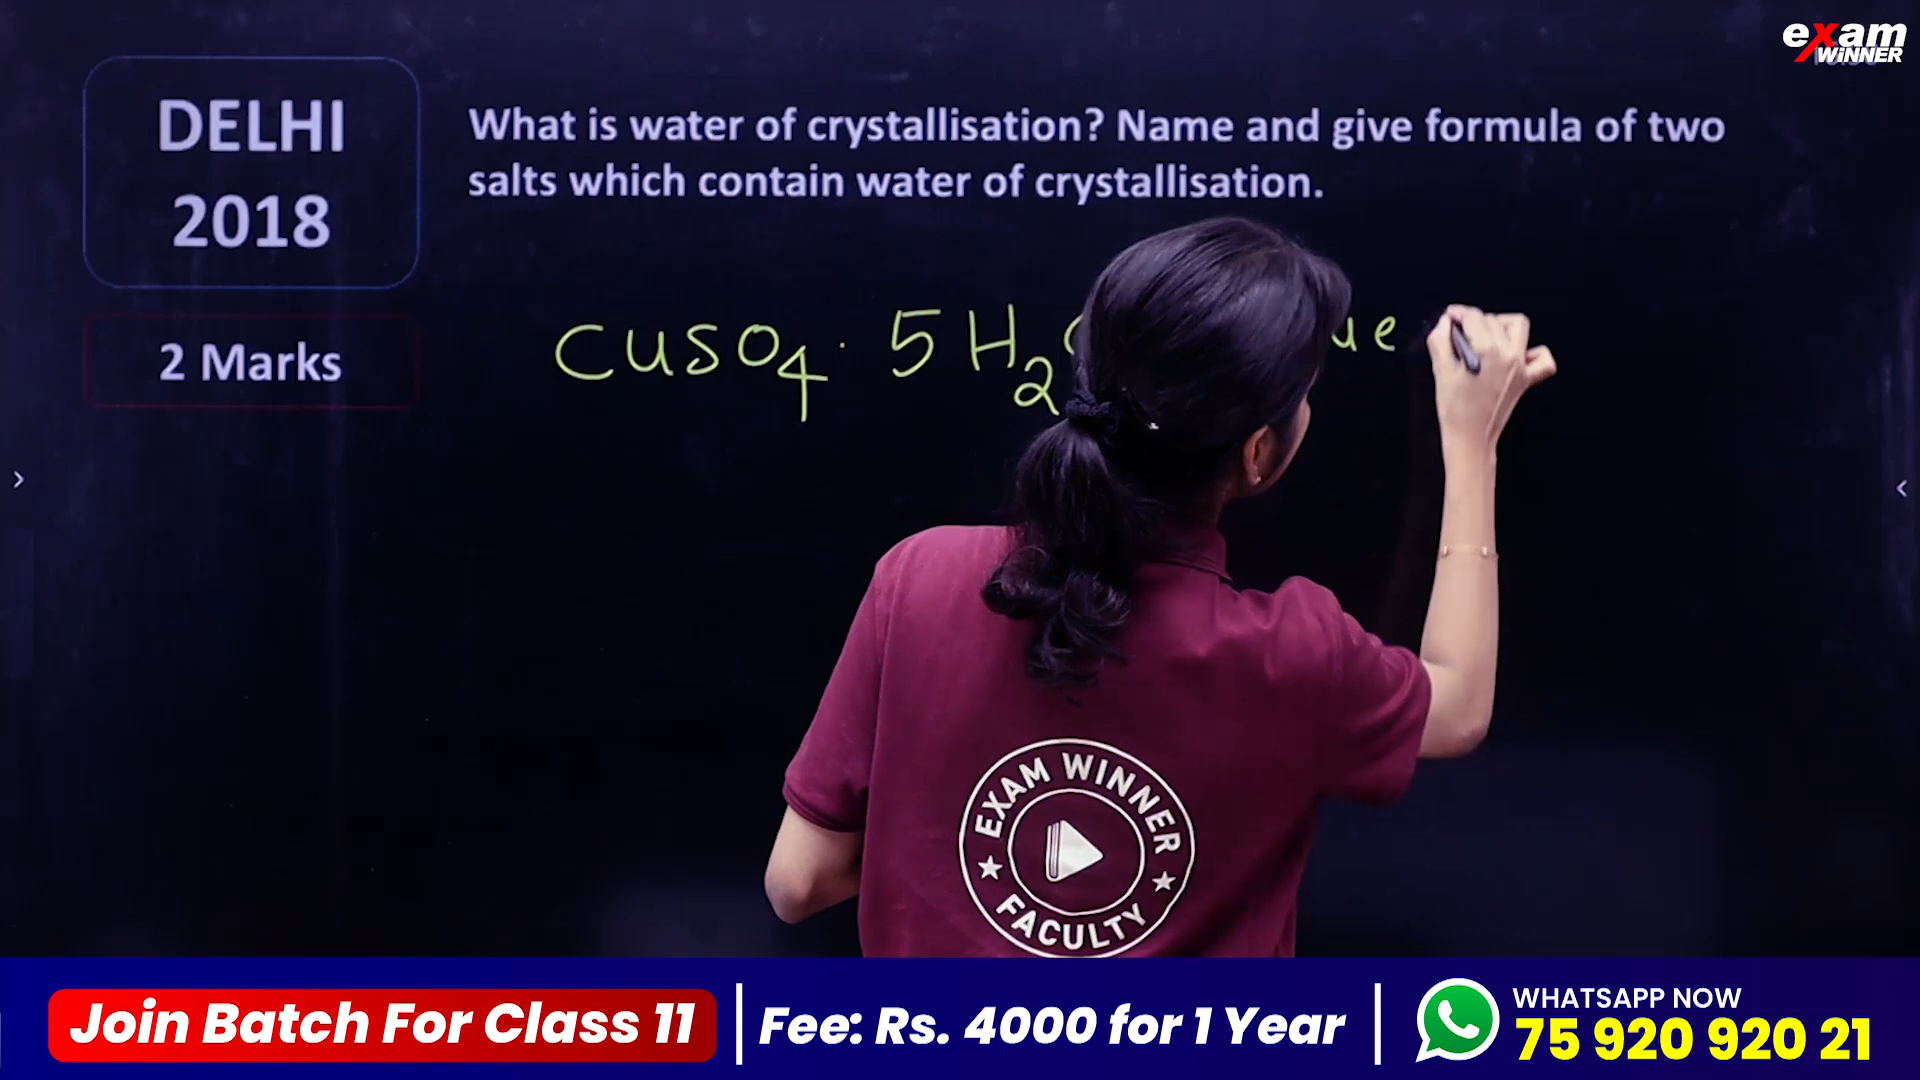 exam
WiNNER
DELHI
2018
What is water of crystallisation? Name and give formula of two
salts which contain water of crystallisation.
2 Marks
CuSO4 · 5H2
EXAM WINNER
FACULTY
Join Batch For Class 11
Fee: Rs. 4000 for 1 Year
WHATSAPP NOW
75 920 920 21